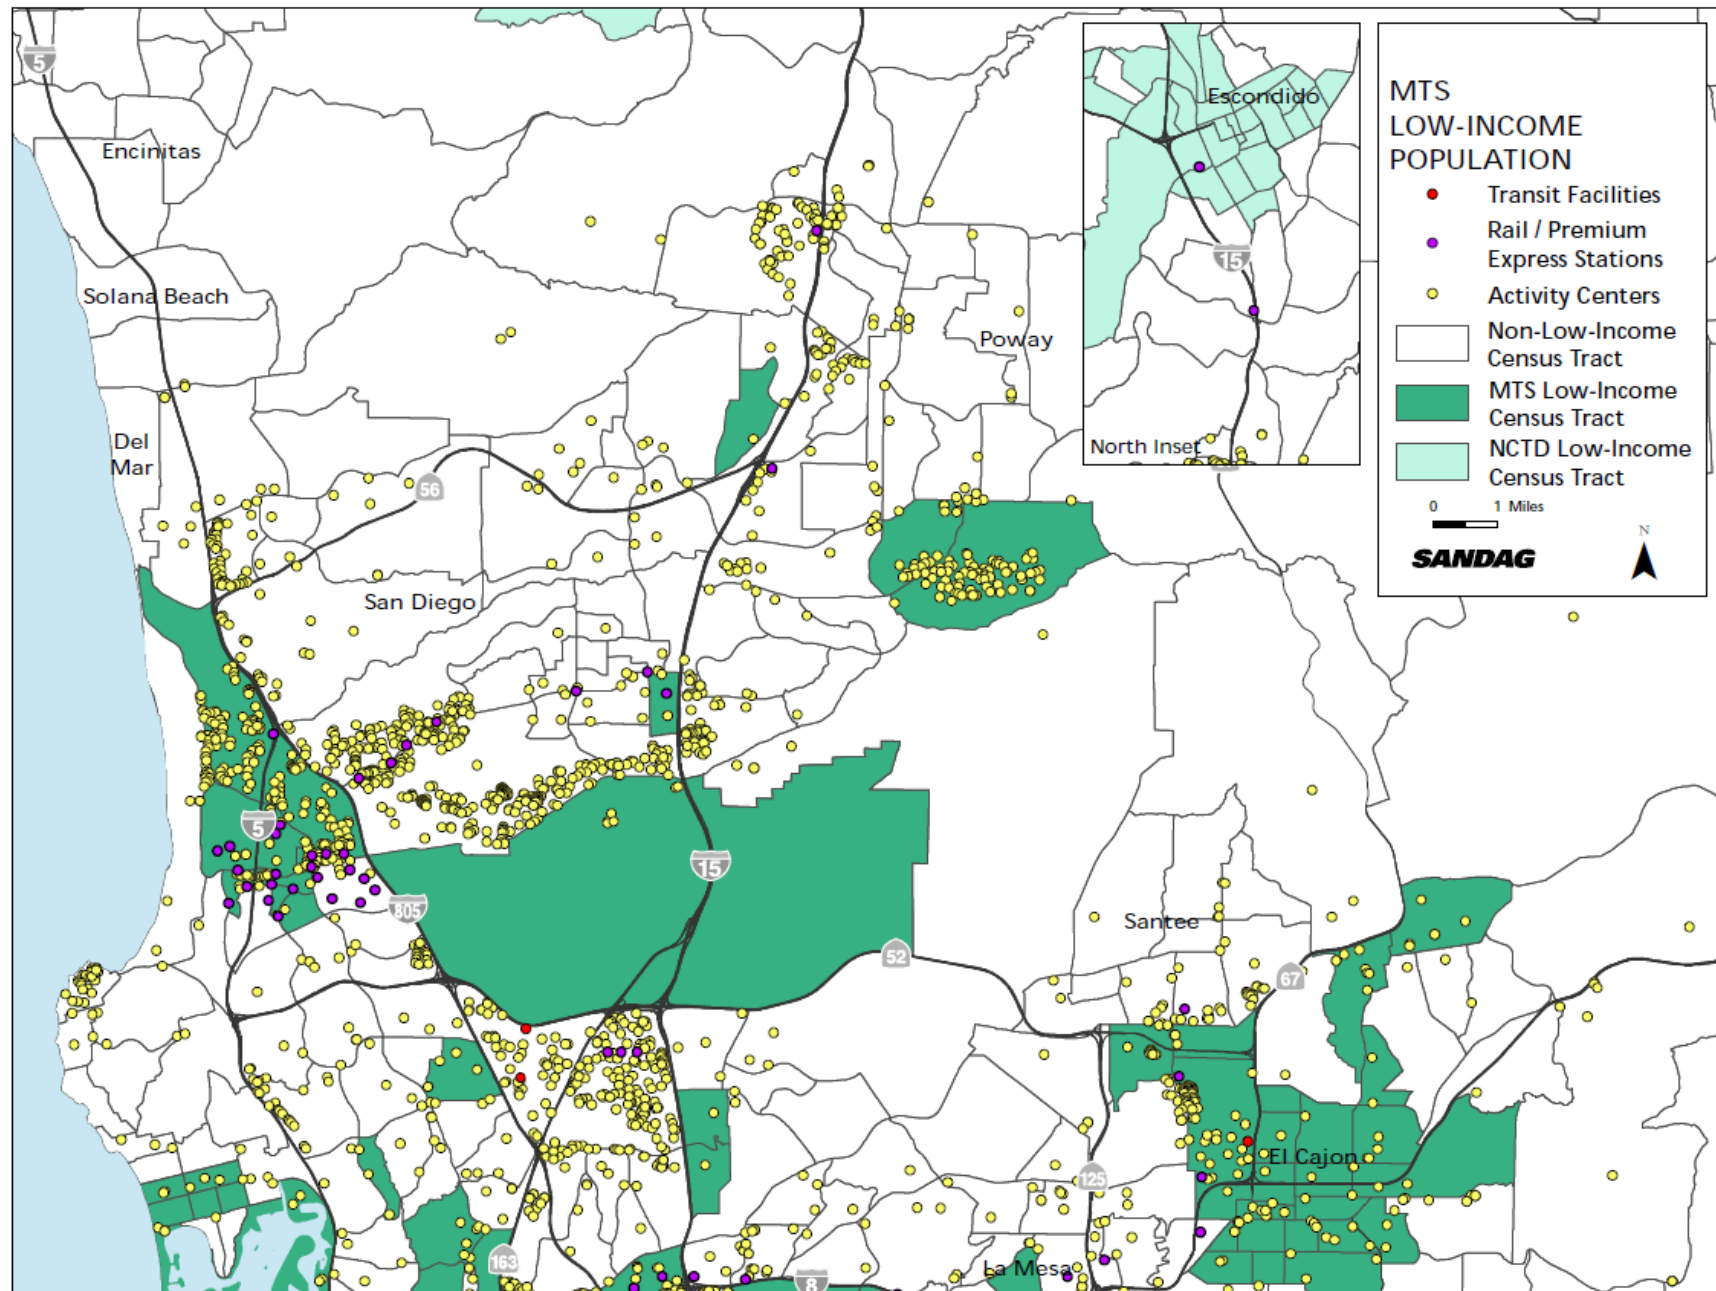 5
Encinitas
Solana Beach
Del
Mar
56
San Diego
Poway
5
805
15
52
Santee
67
El Cajon
125
La Mesa
163
8
Escondido
15
North Inset
MTS
LOW-INCOME
POPULATION
Transit Facilities
Rail / Premium
Express Stations
Activity Centers
Non-Low-Income
Census Tract
MTS Low-Income
Census Tract
NCTD Low-Income
Census Tract
0 1 Miles
N
SANDAG